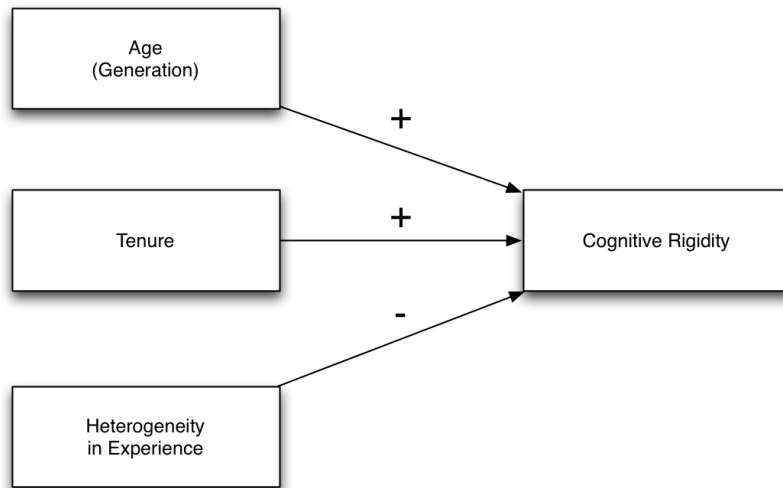 Age
(Generation)
+
Tenure
+
Cognitive Rigidity
-
Heterogeneity
in Experience